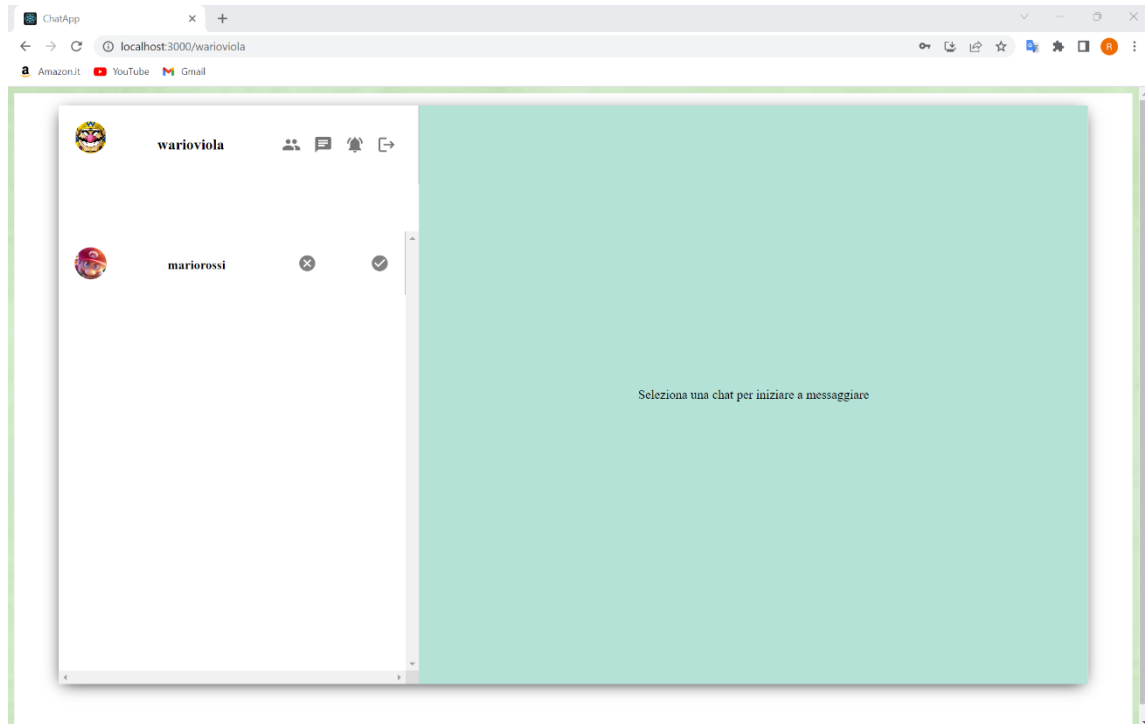 ChatApp
localhost:3000/warioviola
R
a Amazon.it YouTube Gmail
warioviola
mariorossi
Seleziona una chat per iniziare a messaggiare